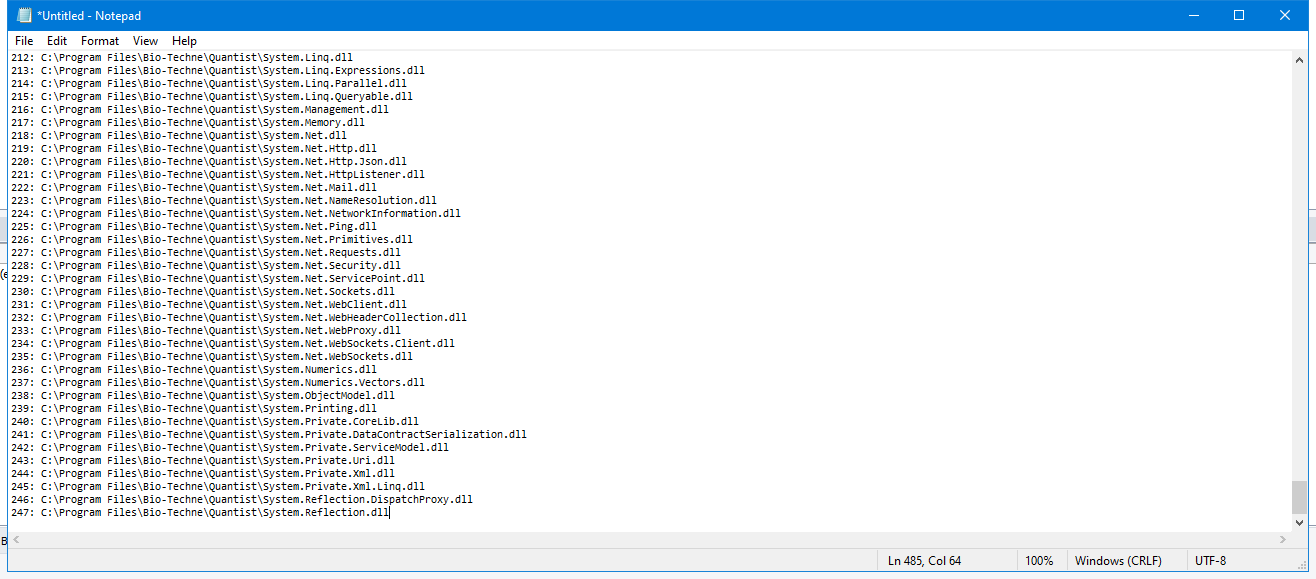 *Untitled - Notepad
File Edit Format View Help
212: C:\Program Files\Bio-Techne\Quantist\System.Linq.dll
213: C:\Program Files\Bio-Techne\Quantist\System.Linq.Expressions.dll
214: C:\Program Files\Bio-Techne\Quantist\System.Linq.Parallel.dll
215: C:\Program Files\Bio-Techne\Quantist\System.Linq.Queryable.dll
216: C:\Program Files\Bio-Techne\Quantist\System.Management.dll
217: C:\Program Files\Bio-Techne\Quantist\System.Memory.dll
218: C:\Program Files\Bio-Techne\Quantist\System.Net.dll
219: C:\Program Files\Bio-Techne\Quantist\System.Net.Http.dll
220: C:\Program Files\Bio-Techne\Quantist\System.Net.Http.Json.dll
221: C:\Program Files\Bio-Techne\Quantist\System.Net.HttpListener.dll
222: C:\Program Files\Bio-Techne\Quantist\System.Net.Mail.dll
223: C:\Program Files\Bio-Techne\Quantist\System.Net.NameResolution.dll
224: C:\Program Files\Bio-Techne\Quantist\System.Net.NetworkInformation.dll
225: C:\Program Files\Bio-Techne\Quantist\System.Net.Ping.dll
226: C:\Program Files\Bio-Techne\Quantist\System.Net.Primitives.dll
227: C:\Program Files\Bio-Techne\Quantist\System.Net.Requests.dll
228: C:\Program Files\Bio-Techne\Quantist\System.Net.Security.dll
229: C:\Program Files\Bio-Techne\Quantist\System.Net.ServicePoint.dll
230: C:\Program Files\Bio-Techne\Quantist\System.Net.Sockets.dll
231: C:\Program Files\Bio-Techne\Quantist\System.Net.WebClient.dll
232: C:\Program Files\Bio-Techne\Quantist\System.Net.WebHeaderCollection.dll
233: C:\Program Files\Bio-Techne\Quantist\System.Net.WebProxy.dll
234: C:\Program Files\Bio-Techne\Quantist\System.Net.WebSockets.Client.dll
235: C:\Program Files\Bio-Techne\Quantist\System.Net.WebSockets.dll
236: C:\Program Files\Bio-Techne\Quantist\System.Numerics.dll
237: C:\Program Files\Bio-Techne\Quantist\System.Numerics.Vectors.dll
238: C:\Program Files\Bio-Techne\Quantist\System.ObjectModel.dll
239: C:\Program Files\Bio-Techne\Quantist\System.Printing.dll
240: C:\Program Files\Bio-Techne\Quantist\System.Private.CoreLib.dll
241: C:\Program Files\Bio-Techne\Quantist\System.Private.DataContractSerialization.dll
242: C:\Program Files\Bio-Techne\Quantist\System.Private.ServiceModel.dll
243: C:\Program Files\Bio-Techne\Quantist\System.Private.Uri.dll
244: C:\Program Files\Bio-Techne\Quantist\System.Private.Xml.dll
245: C:\Program Files\Bio-Techne\Quantist\System.Private.Xml.Linq.dll
246: C:\Program Files\Bio-Techne\Quantist\System.Reflection.DispatchProxy.dll
247: C:\Program Files\Bio-Techne\Quantist\System.Reflection.dll
Ln 485, Col 64 100% Windows (CRLF) UTF-8